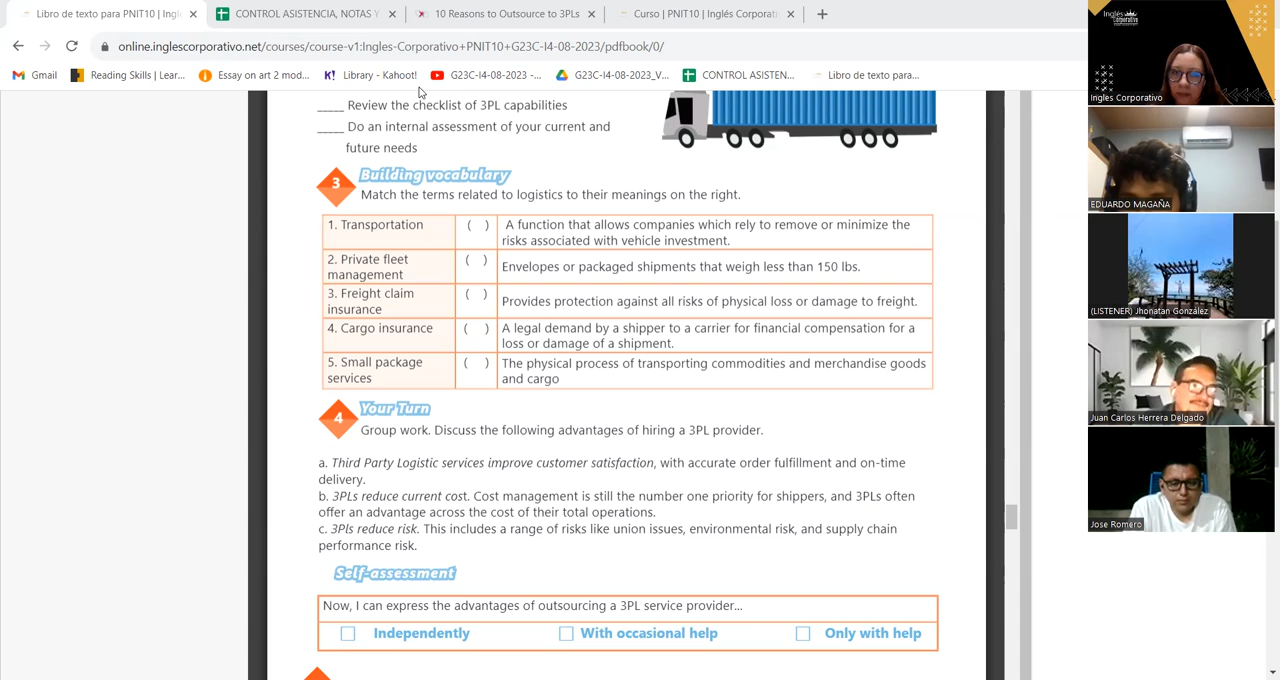 Libro de texto para PNIT10 | Ingl
CONTROL ASISTENCIA, NOTAS Y
10 Reasons to Outsource to 3PLs
Curso | PNIT10 | Inglés Corporati
online.inglescorporativo.net/courses/course-v1:Ingles-Corporativo+PNIT10+G23C-I4-08-2023/pdfbook/0/
Gmail
Reading Skills | Lear...
Essay on art 2 mod...
Library - Kahoot!
G23C-I4-08-2023 -...
G23C-I4-08-2023_V...
CONTROL ASISTEN...
Libro de texto para...
_____ Review the checklist of 3PL capabilities
_____ Do an internal assessment of your current and
future needs
3 Building vocabulary
Match the terms related to logistics to their meanings on the right.
1. Transportation ( ) A function that allows companies which rely to remove or minimize the
risks associated with vehicle investment.
2. Private fleet
management ( ) Envelopes or packaged shipments that weigh less than 150 lbs.
3. Freight claim
insurance ( ) Provides protection against all risks of physical loss or damage to freight.
4. Cargo insurance ( ) A legal demand by a shipper to a carrier for financial compensation for a
loss or damage of a shipment.
5. Small package
services ( ) The physical process of transporting commodities and merchandise goods
and cargo
4 Your Turn
Group work. Discuss the following advantages of hiring a 3PL provider.
a. Third Party Logistic services improve customer satisfaction, with accurate order fulfillment and on-time
delivery.
b. 3PLs reduce current cost. Cost management is still the number one priority for shippers, and 3PLs often
offer an advantage across the cost of their total operations.
c. 3Pls reduce risk. This includes a range of risks like union issues, environmental risk, and supply chain
performance risk.
Self-assessment
Now, I can express the advantages of outsourcing a 3PL service provider...
Independently
With occasional help
Only with help
Inglés
Corporativo
Ingles Corporativo
EDUARDO MAGAÑA
(LISTENER) Jhonatan González
Juan Carlos Herrera Delgado
Jose Romero